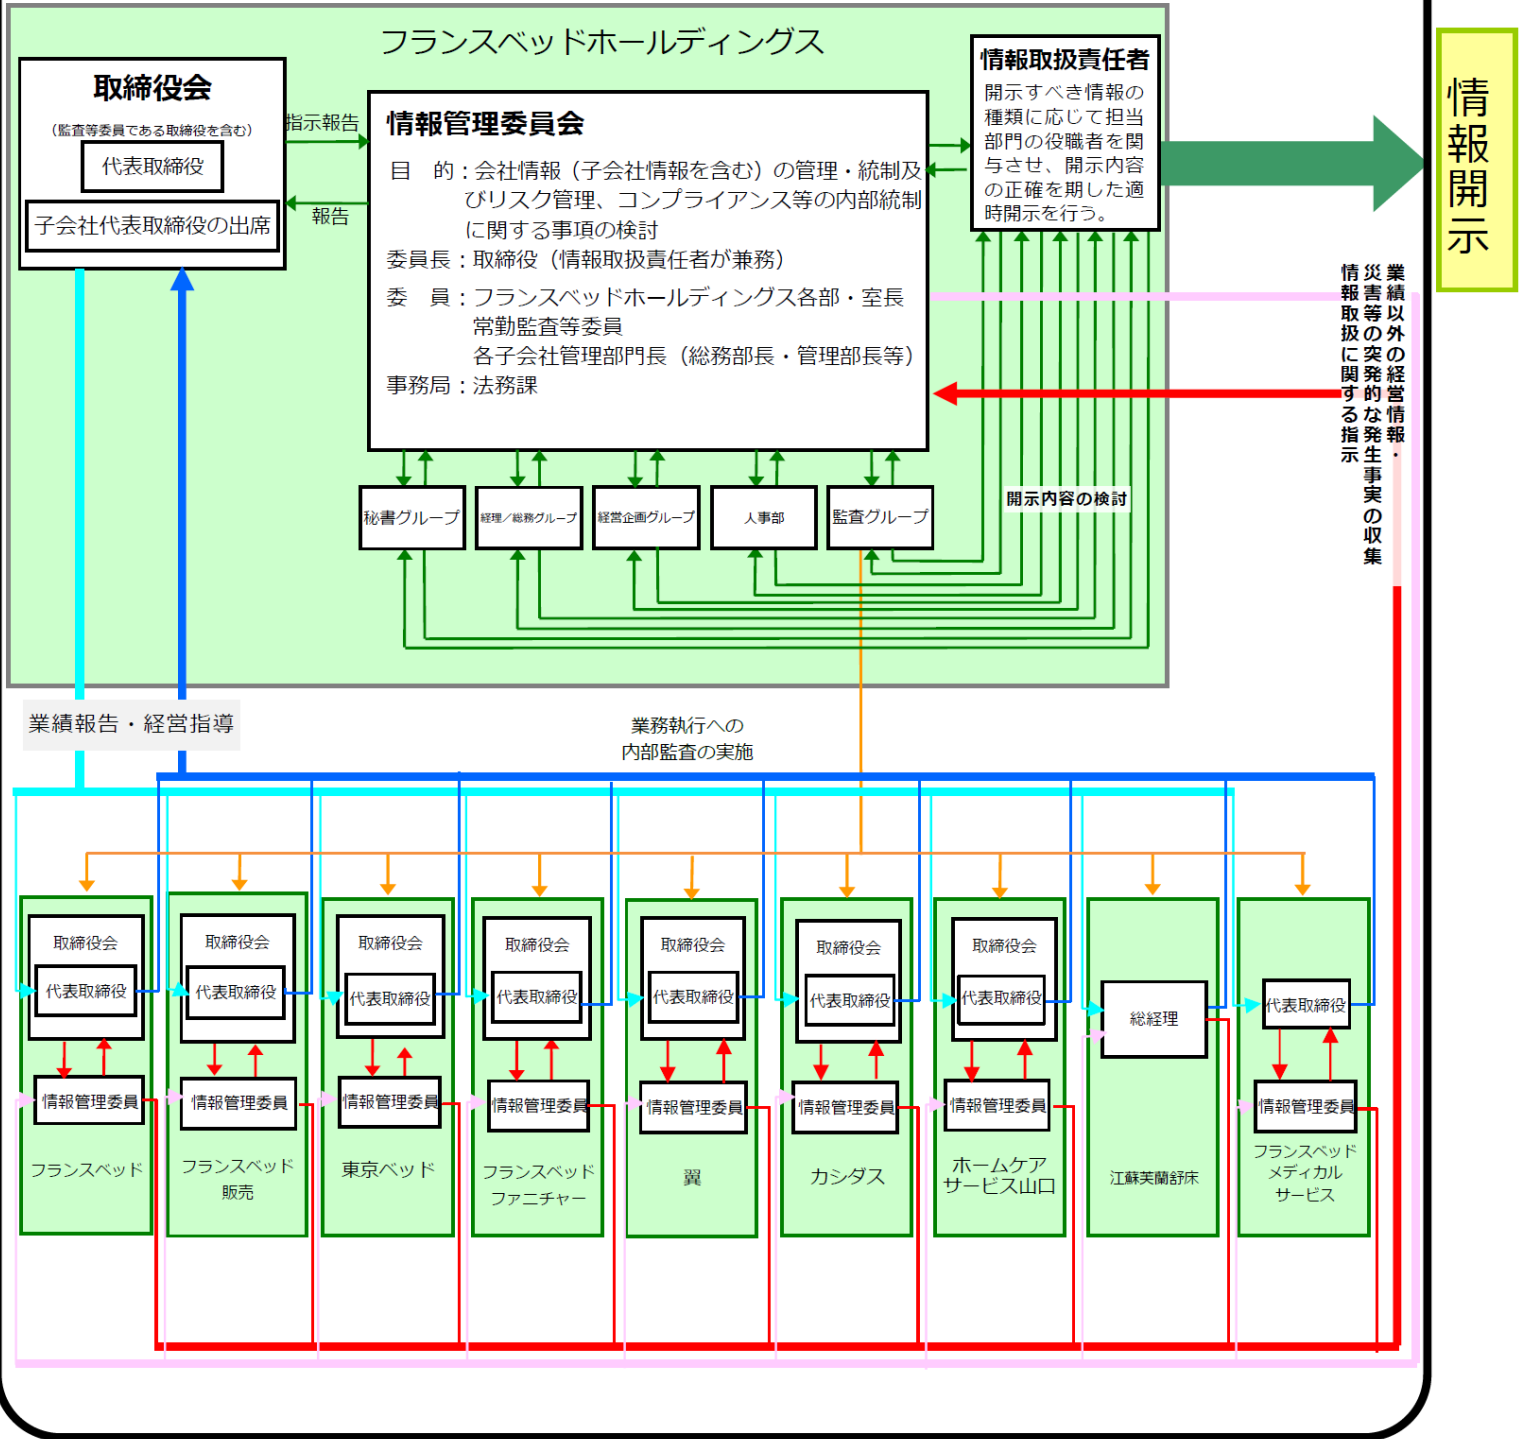 フランスベッドホールディングス
取締役会
（監査等委員である取締役を含む）
代表取締役
子会社代表取締役の出席
指示報告
報告
情報管理委員会
目　的：会社情報（子会社情報を含む）の管理・統制及
びリスク管理、コンプライアンス等の内部統制
に関する事項の検討
委員長：取締役（情報取扱責任者が兼務）
委　員：フランスベッドホールディングス各部・室長
常勤監査等委員
各子会社管理部門長（総務部長・管理部長等）
事務局：法務課
情報取扱責任者
開示すべき情報の
種類に応じて担当
部門の役職者を関
与させ、開示内容
の正確を期した適
時開示を行う。
情報開示
業績以外の経営情報・
災害等の突発的な発生事実の収集
情報取扱に関する指示
秘書グループ
経理／総務グループ
経営企画グループ
人事部
監査グループ
開示内容の検討
業績報告・経営指導
業務執行への
内部監査の実施
取締役会
代表取締役
情報管理委員
フランスベッド
取締役会
代表取締役
情報管理委員
フランスベッド
販売
取締役会
代表取締役
情報管理委員
東京ベッド
取締役会
代表取締役
情報管理委員
フランスベッド
ファニチャー
取締役会
代表取締役
情報管理委員
翼
取締役会
代表取締役
情報管理委員
カシダス
取締役会
代表取締役
情報管理委員
ホームケア
サービス山口
総経理
江蘇芙蘭舒床
代表取締役
情報管理委員
フランスベッド
メディカル
サービス